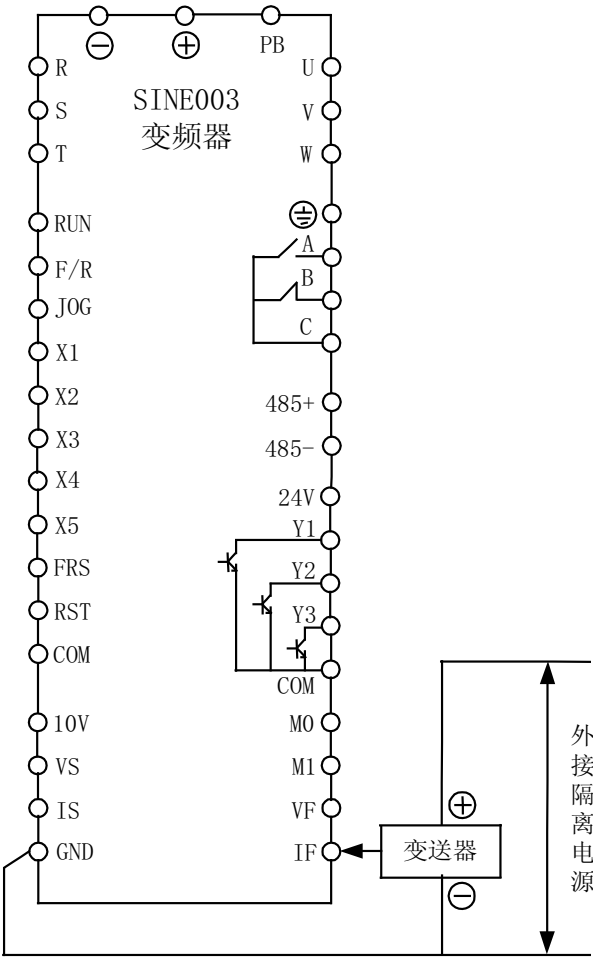 ⊖
⊕
PB
R
U
SINE003
S
V
变频器
T
W
RUN
A
F/R
B
JOG
C
X1
X2
485+
X3
485-
X4
24V
X5
Y1
FRS
Y2
RST
Y3
COM
COM
10V
M0
VS
M1
IS
VF
GND
IF
⊕
变送器
⊖
外
接
隔
离
电
源